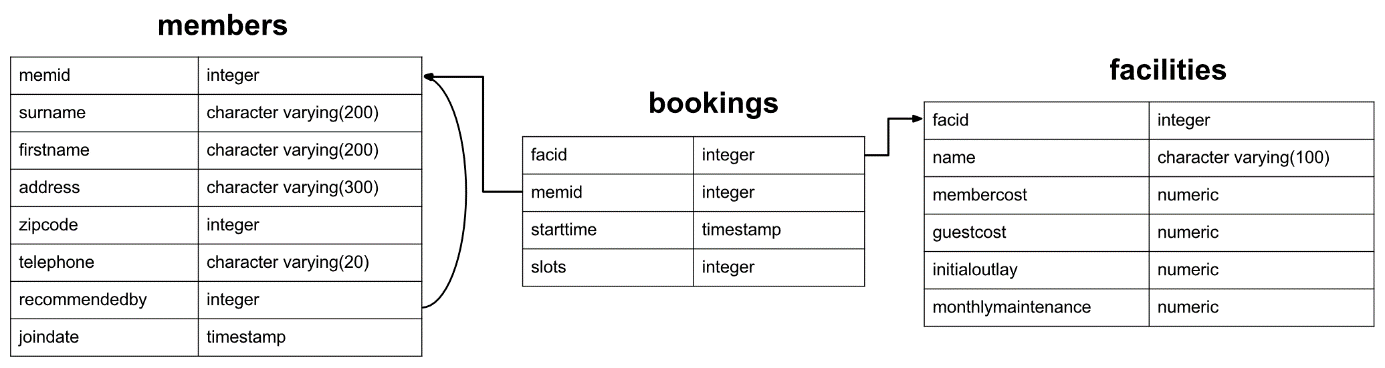 members
memid integer
surname character varying(200)
firstname character varying(200)
address character varying(300)
zipcode integer
telephone character varying(20)
recommendedby integer
joindate timestamp
bookings
facid integer
memid integer
starttime timestamp
slots integer
facilities
facid integer
name character varying(100)
membercost numeric
guestcost numeric
initialoutlay numeric
monthlymaintenance numeric